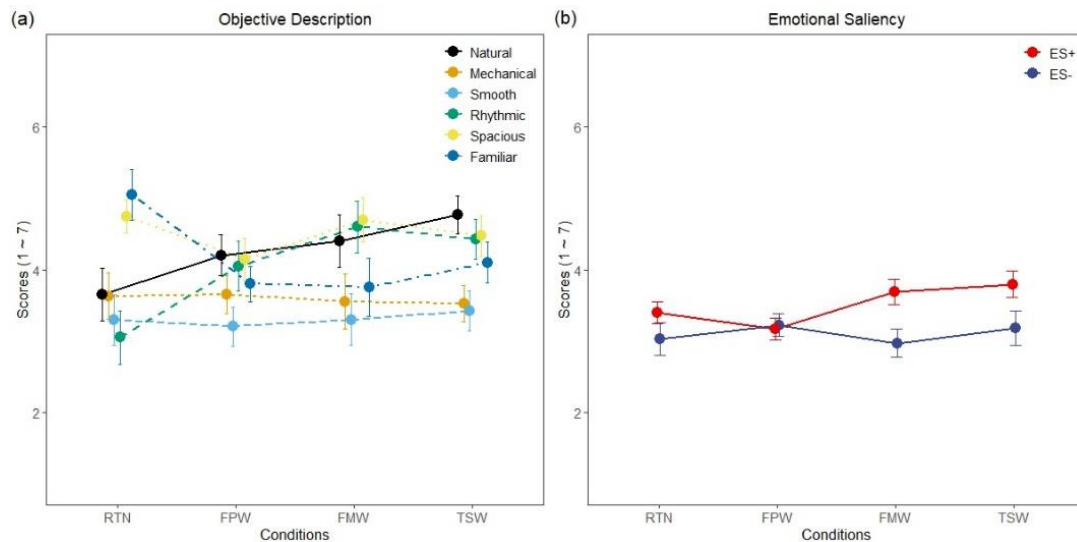 (a)
Objective Description
Natural
Mechanical
Smooth
Rhythmic
Spacious
Familiar
Scores (1 ~ 7)
6
4
2
RTN
FPW
FMW
TSW
Conditions
(b)
Emotional Saliency
ES+
ES-
Scores (1 ~ 7)
6
4
2
RTN
FPW
FMW
TSW
Conditions